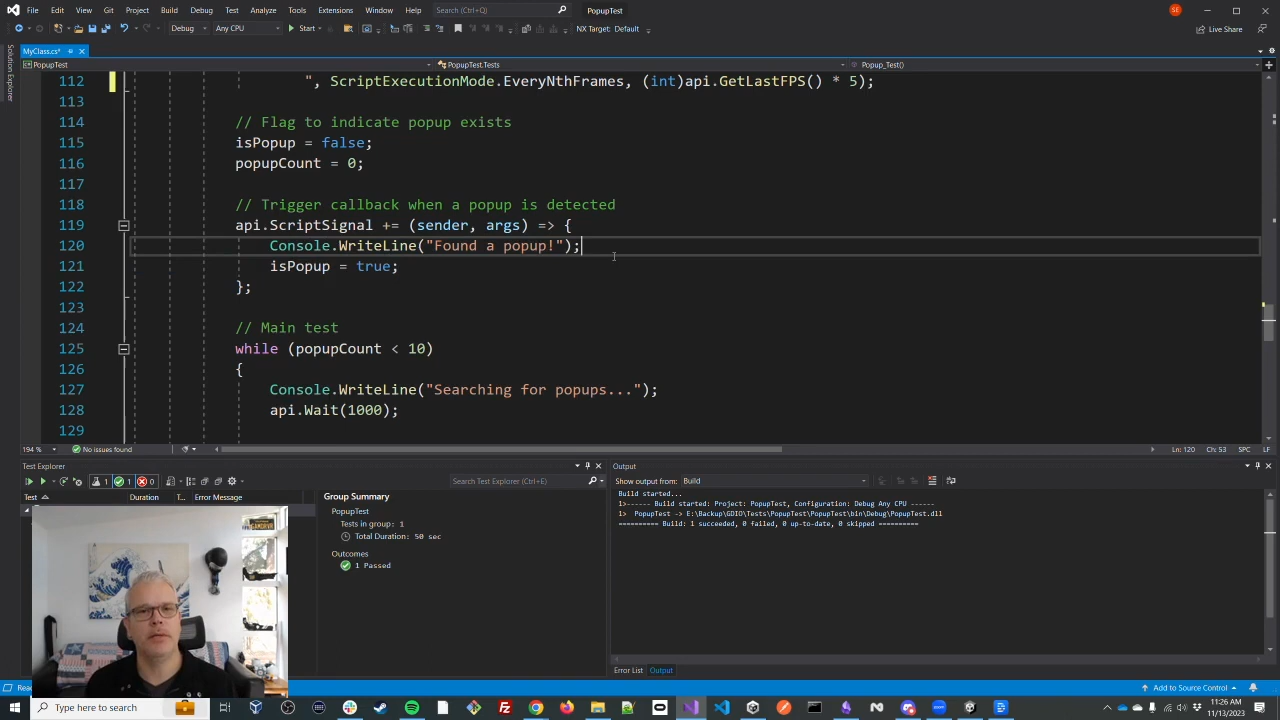 File Edit View Git Project Build Debug Test Analyze Tools Extensions Window Help Search (Ctrl+Q) PopupTest SE
Debug Any CPU Start NX Target: Default Live Share
MyClass.cs*
PopupTest PopupTest.Tests Popup_Test()
Solution Explorer
112 ", ScriptExecutionMode.EveryNthFrames, (int)api.GetLastFPS() * 5);
113
114 // Flag to indicate popup exists
115 isPopup = false;
116 popupCount = 0;
117
118 // Trigger callback when a popup is detected
119 api.ScriptSignal += (sender, args) => {
120 Console.WriteLine("Found a popup!");
121 isPopup = true;
122 };
123
124 // Main test
125 while (popupCount < 10)
126 {
127 Console.WriteLine("Searching for popups...");
128 api.Wait(1000);
129
194 % No issues found Ln: 120 Ch: 53 SPC LF
Test Explorer
1 1 0 Search Test Explorer (Ctrl+E)
Test Duration T... Error Message
Group Summary
PopupTest
Tests in group: 1
Total Duration: 50 sec
Outcomes
1 Passed
Output
Show output from: Build
Build started...
1>------ Build started: Project: PopupTest, Configuration: Debug Any CPU ------
1> PopupTest -> E:\Backup\GDIO\Tests\PopupTest\PopupTest\bin\Debug\PopupTest.dll
========== Build: 1 succeeded, 0 failed, 0 up-to-date, 0 skipped ==========
Error List Output
Add to Source Control
Type here to search
11:26 AM
11/13/2023